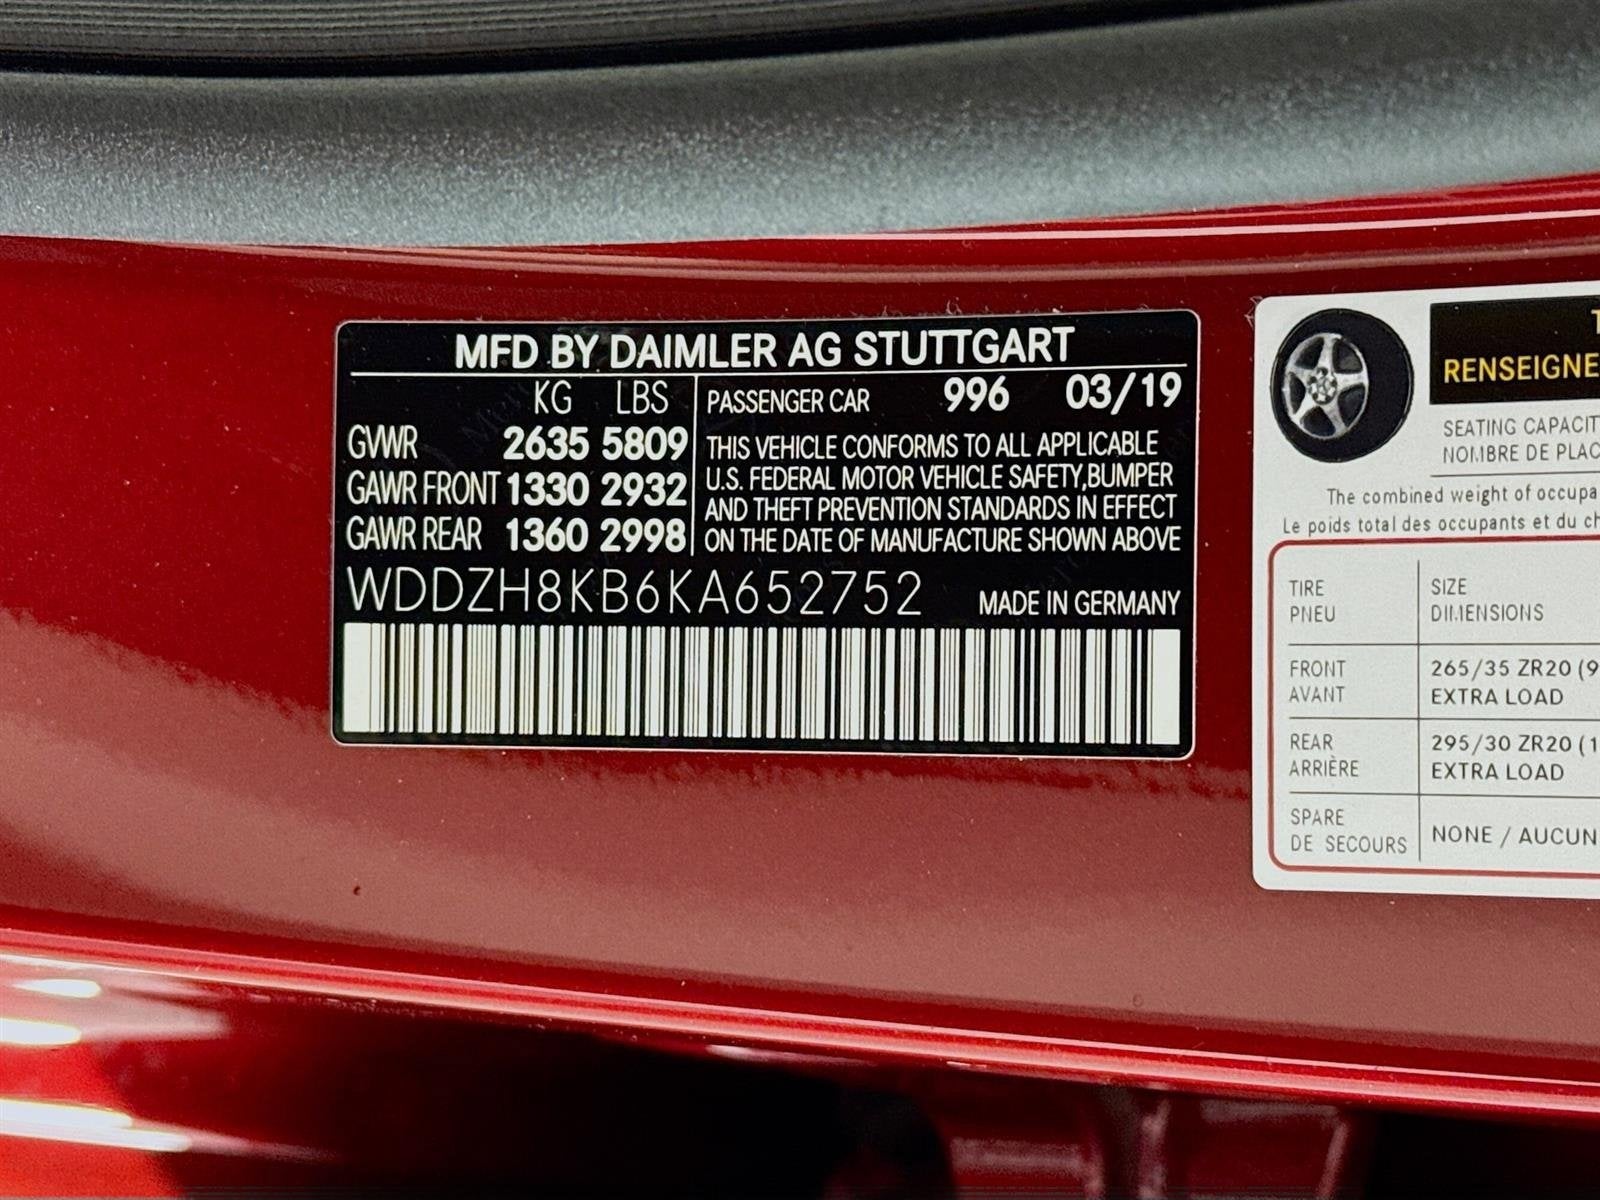 MFD BY DAIMLER AG STUTTGART
KG LBS
GVWR 2635 5809
GAWR FRONT 1330 2932
GAWR REAR 1360 2998
PASSENGER CAR 996 03/19
THIS VEHICLE CONFORMS TO ALL APPLICABLE
U.S. FEDERAL MOTOR VEHICLE SAFETY,BUMPER
AND THEFT PREVENTION STANDARDS IN EFFECT
ON THE DATE OF MANUFACTURE SHOWN ABOVE
WDDZH8KB6KA652752 MADE IN GERMANY
RENSEIGNE
SEATING CAPACIT
NOMBRE DE PLAC
The combined weight of occupa
Le poids total des occupants et du ch
TIRE SIZE
PNEU DIMENSIONS
FRONT 265/35 ZR20 (9
AVANT EXTRA LOAD
REAR 295/30 ZR20 (1
ARRIÈRE EXTRA LOAD
SPARE
DE SECOURS NONE / AUCUN